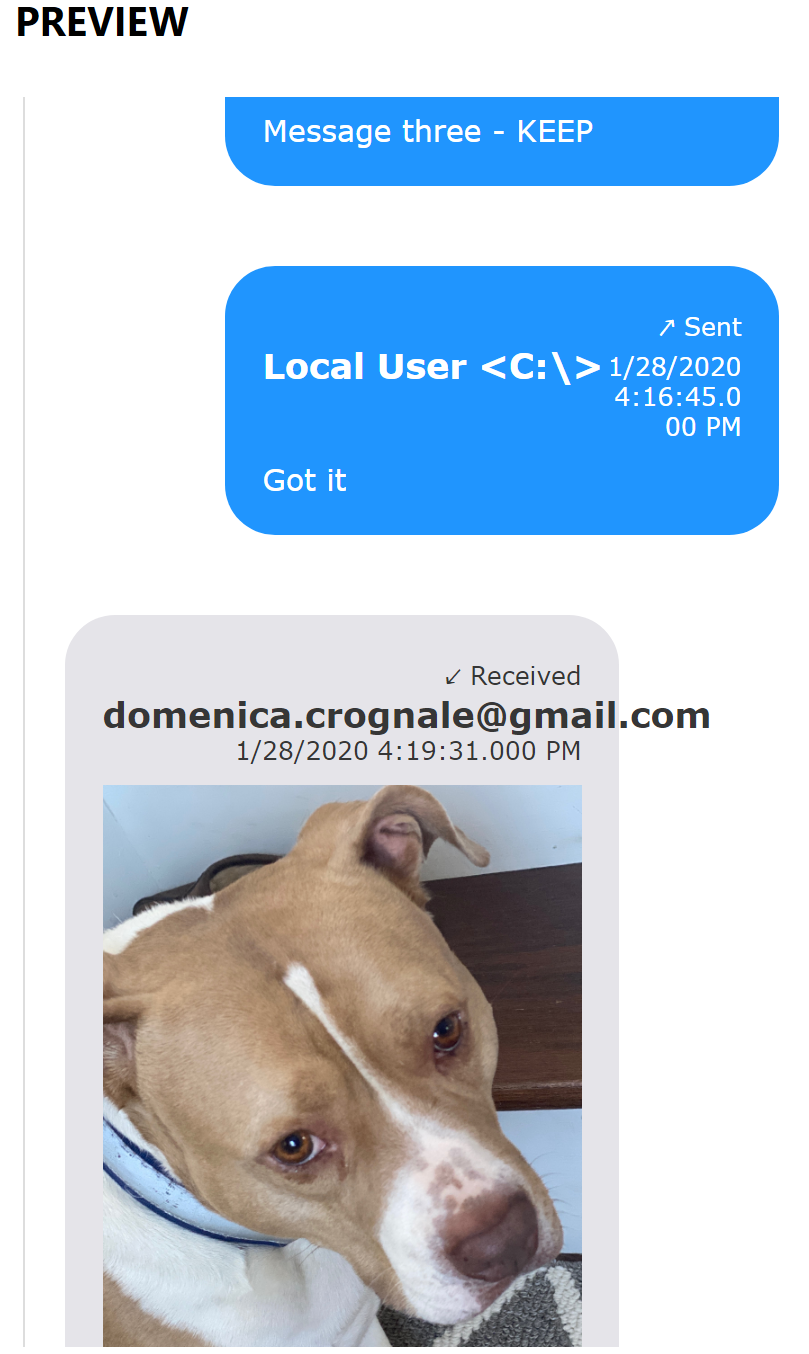 PREVIEW
Message three - KEEP
↗ Sent
Local User <C:\> 1/28/2020
4:16:45.0
00 PM
Got it
↙ Received
domenica.crognale@gmail.com
1/28/2020 4:19:31.000 PM